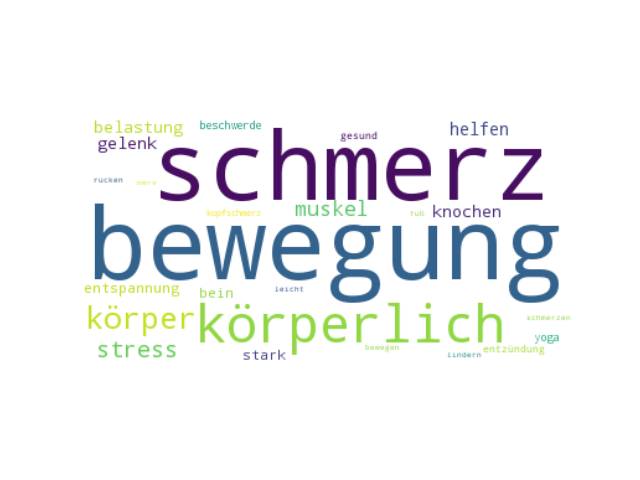 belastung beschwerde gesund helfen
gelenk schmerz
rücken nerv
kopfschmerz muskel fuß knochen
bewegung
entspannung bein leicht
körper körperlich schmerzen
stress stark bewegen lindern entzündung yoga